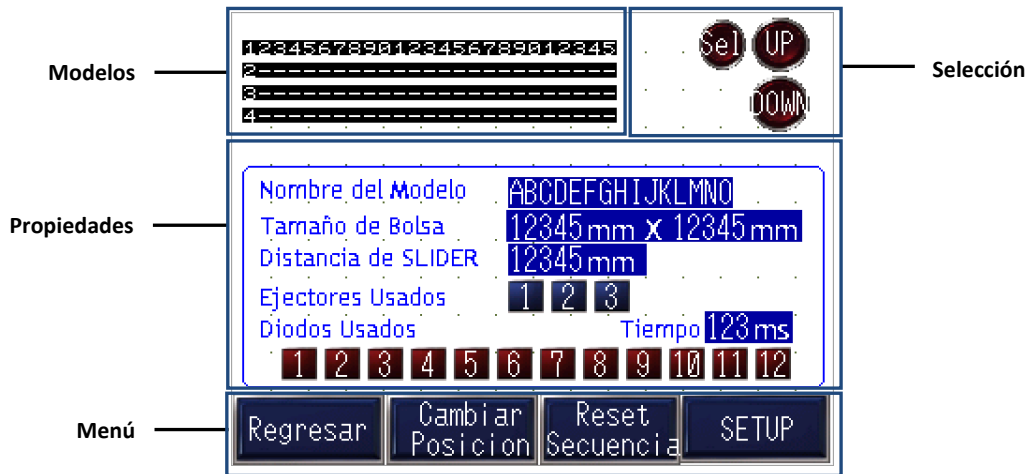 1234567890123456789012345
2------------------------
3------------------------
4------------------------
Sel UP
DOWN
Modelos
Selección
Nombre del Modelo ABCDEFGHIJKLMNO
Tamaño de Bolsa 12345 mm X 12345 mm
Distancia de SLIDER 12345 mm
Propiedades
Ejectores Usados 1 2 3
Diodos Usados Tiempo 123 ms
1 2 3 4 5 6 7 8 9 10 11 12
Menú
Regresar Cambiar Posicion Reset Secuencia SETUP